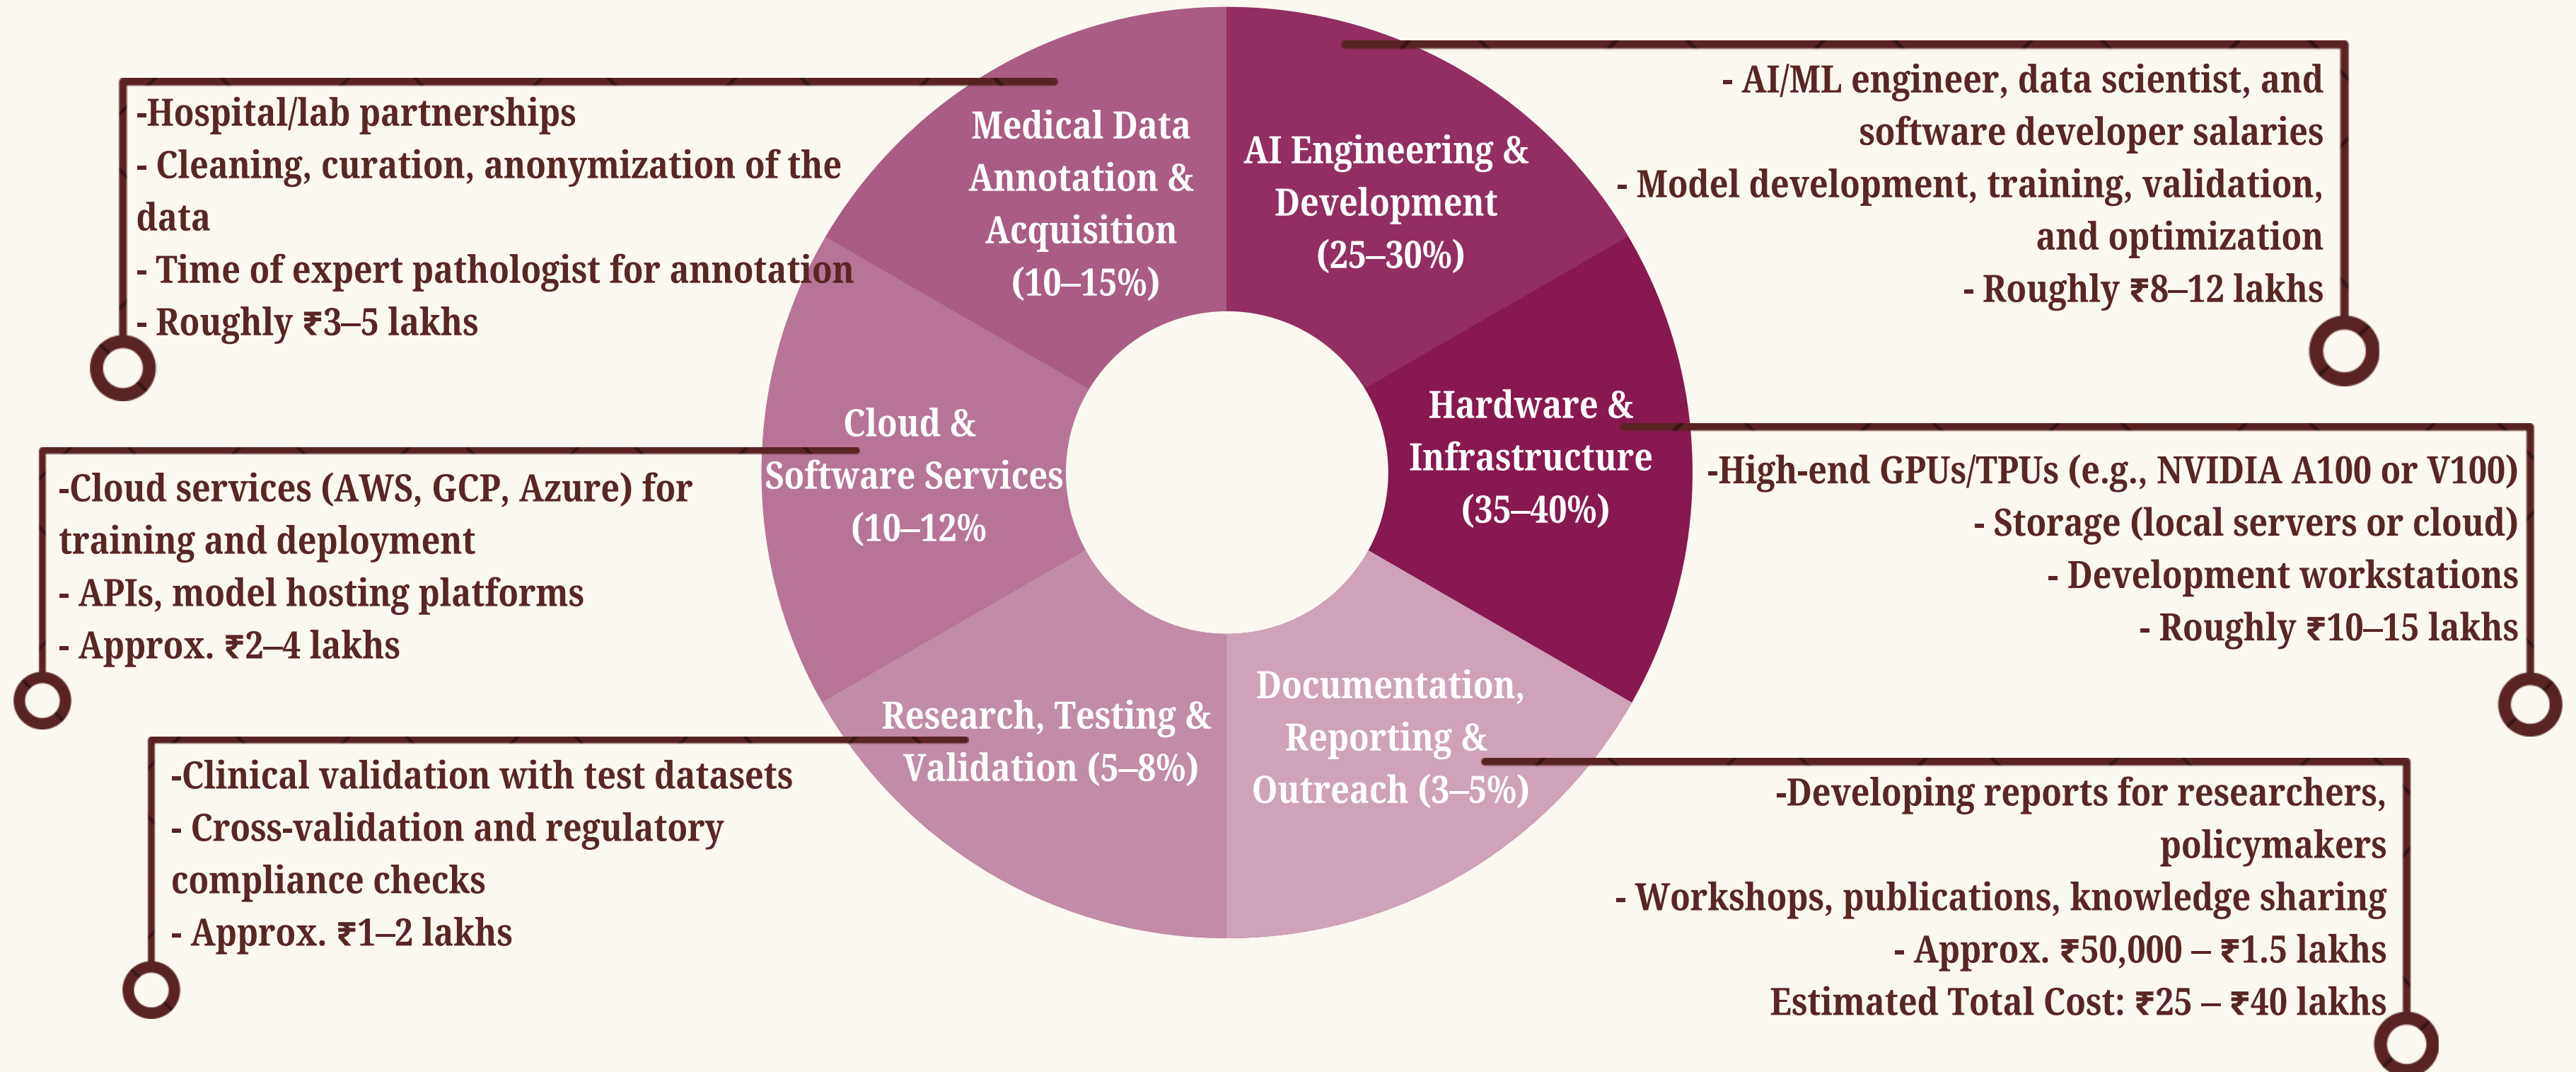 -Hospital/lab partnerships
- Cleaning, curation, anonymization of the
data
- Time of expert pathologist for annotation
- Roughly ₹3–5 lakhs
Medical Data
Annotation &
Acquisition
(10–15%)
AI Engineering &
Development
(25–30%)
- AI/ML engineer, data scientist, and
software developer salaries
- Model development, training, validation,
and optimization
- Roughly ₹8–12 lakhs
-Cloud services (AWS, GCP, Azure) for
training and deployment
- APIs, model hosting platforms
- Approx. ₹2–4 lakhs
Cloud &
Software Services
(10–12%
Hardware &
Infrastructure
(35–40%)
-High-end GPUs/TPUs (e.g., NVIDIA A100 or V100)
- Storage (local servers or cloud)
- Development workstations
- Roughly ₹10–15 lakhs
-Clinical validation with test datasets
- Cross-validation and regulatory
compliance checks
- Approx. ₹1–2 lakhs
Research, Testing &
Validation (5–8%)
Documentation,
Reporting &
Outreach (3–5%)
-Developing reports for researchers,
policymakers
- Workshops, publications, knowledge sharing
- Approx. ₹50,000 – ₹1.5 lakhs
Estimated Total Cost: ₹25 – ₹40 lakhs